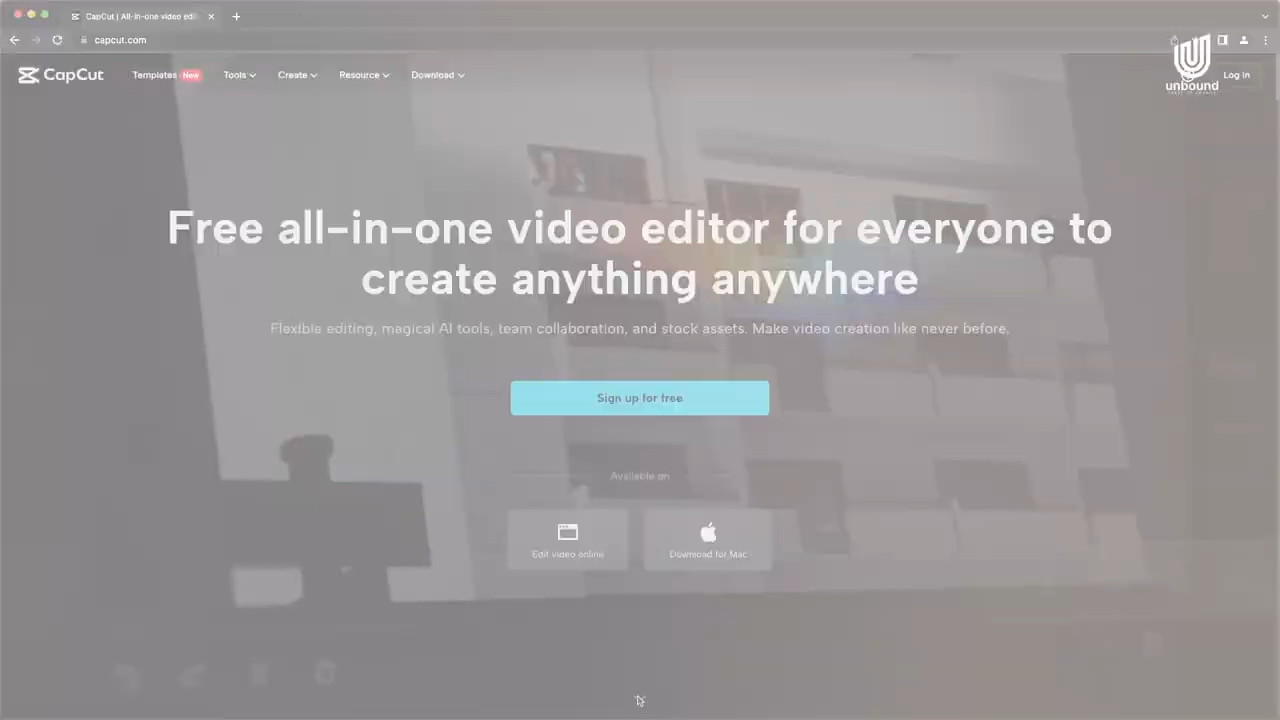 CapCut | All-in-one video edi
capcut.com
CapCut
Templates New Tools Create Resource Download
Log in
unbound
Free all-in-one video editor for everyone to
create anything anywhere
Flexible editing, magical AI tools, team collaboration, and stock assets. Make video creation like never before.
Sign up for free
Available on
Edit video online Download for Mac